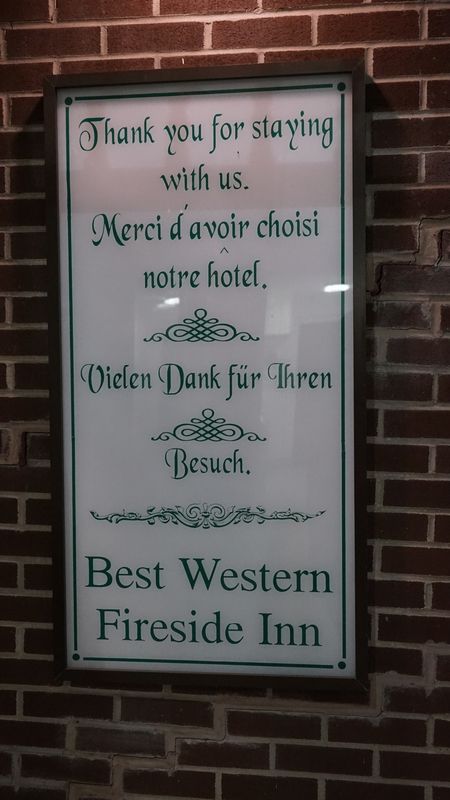 Thank you for staying
with us.
Merci d'avoir choisi
notre hôtel.
Vielen Dank für Ihren
Besuch.
Best Western
Fireside Inn